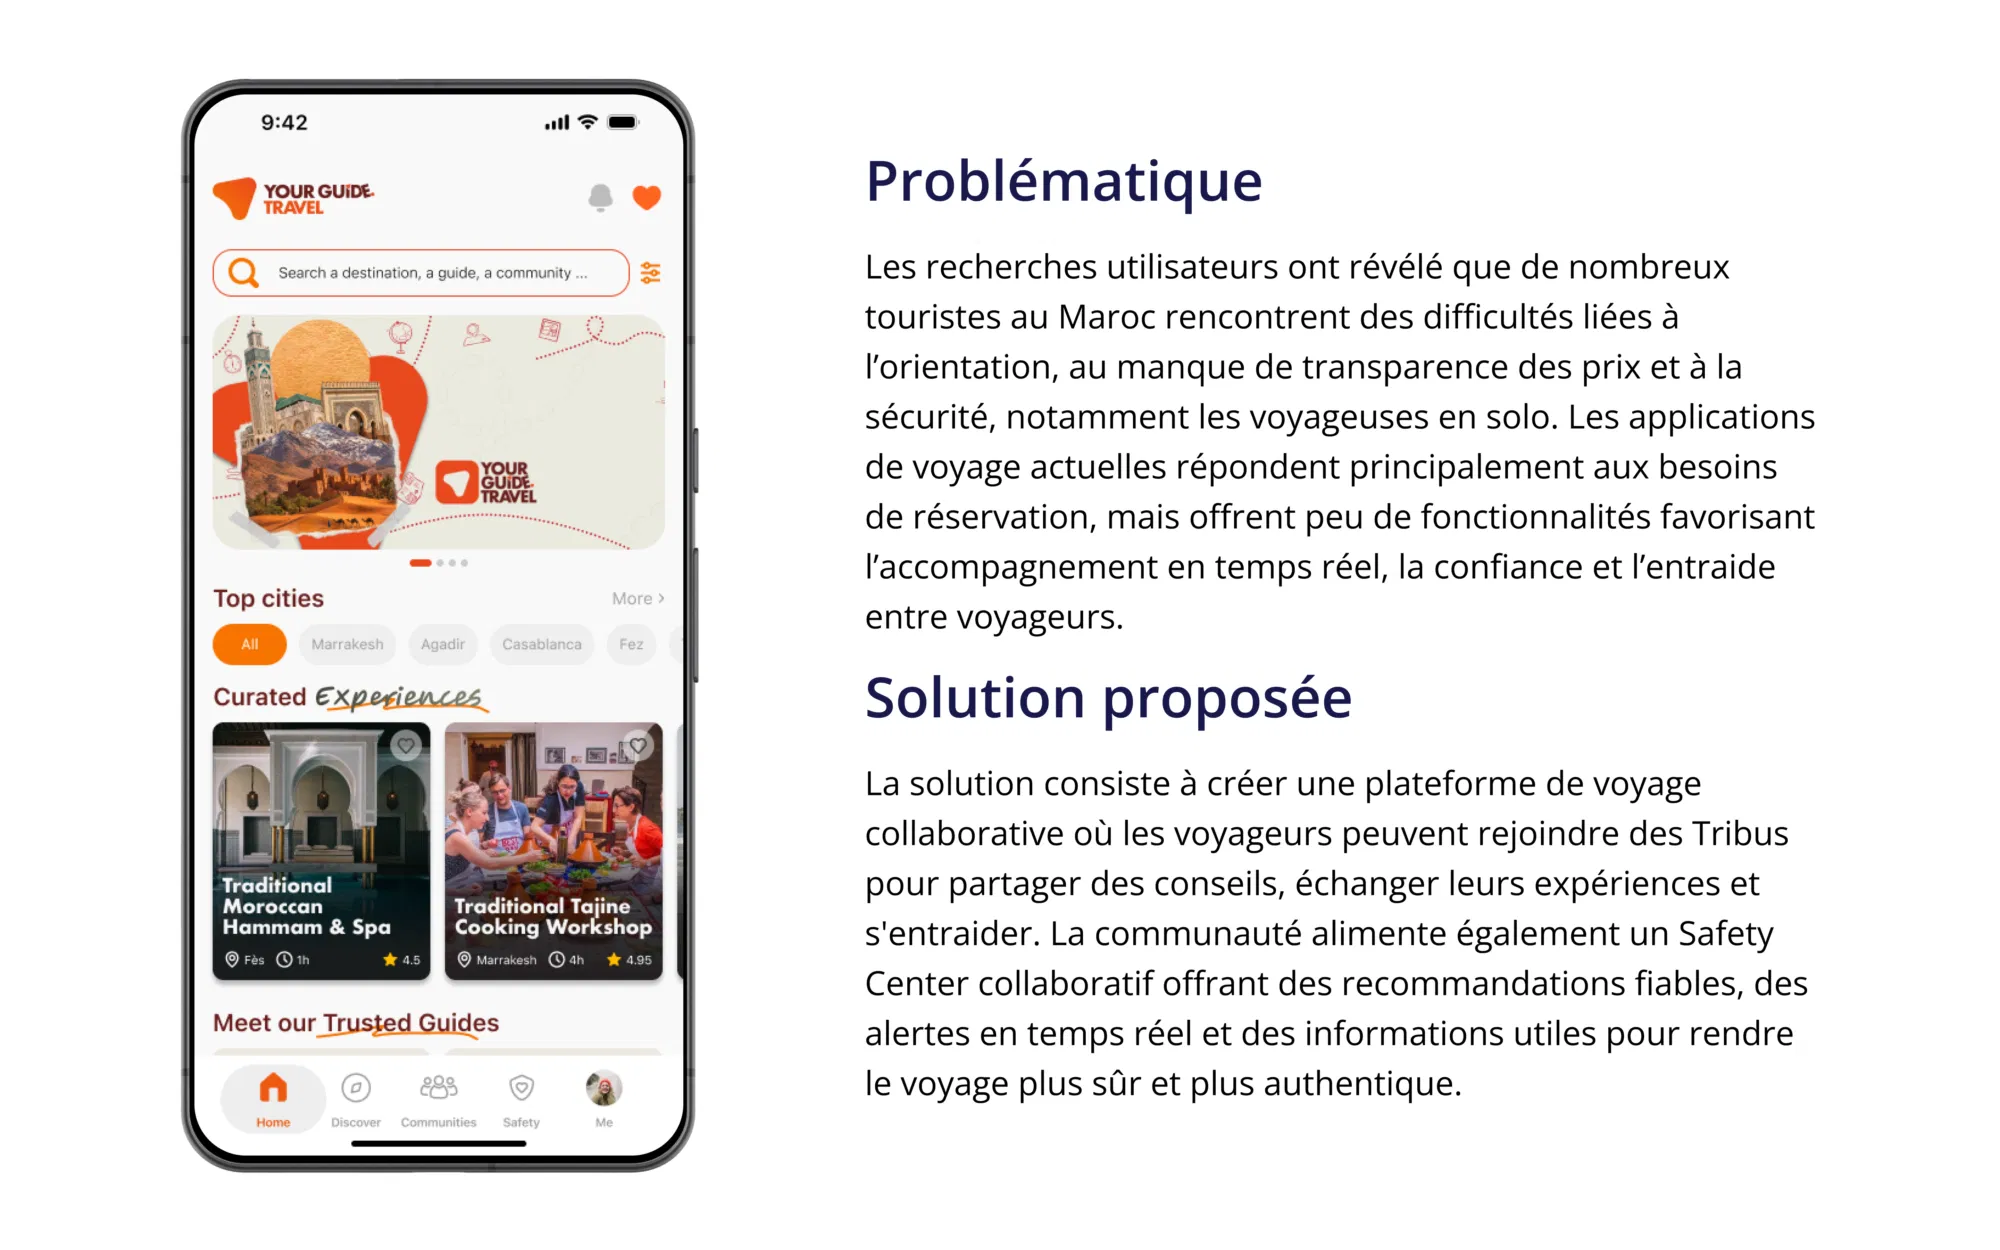 9:42
YOUR GUIDE
TRAVEL
Search a destination, a guide, a community ...
YOUR
GUIDE
TRAVEL
Top cities
More >
All
Marrakesh
Agadir
Casablanca
Fez
Curated Experiences
Traditional
Moroccan
Hammam & Spa
Fès 1h 4.5
Traditional Tajine
Cooking Workshop
Marrakesh 4h 4.95
Meet our Trusted Guides
Home
Discover
Communities
Safety
Me
Problématique
Les recherches utilisateurs ont révélé que de nombreux
touristes au Maroc rencontrent des difficultés liées à
l’orientation, au manque de transparence des prix et à la
sécurité, notamment les voyageuses en solo. Les applications
de voyage actuelles répondent principalement aux besoins
de réservation, mais offrent peu de fonctionnalités favorisant
l’accompagnement en temps réel, la confiance et l’entraide
entre voyageurs.
Solution proposée
La solution consiste à créer une plateforme de voyage
collaborative où les voyageurs peuvent rejoindre des Tribus
pour partager des conseils, échanger leurs expériences et
s'entraider. La communauté alimente également un Safety
Center collaboratif offrant des recommandations fiables, des
alertes en temps réel et des informations utiles pour rendre
le voyage plus sûr et plus authentique.